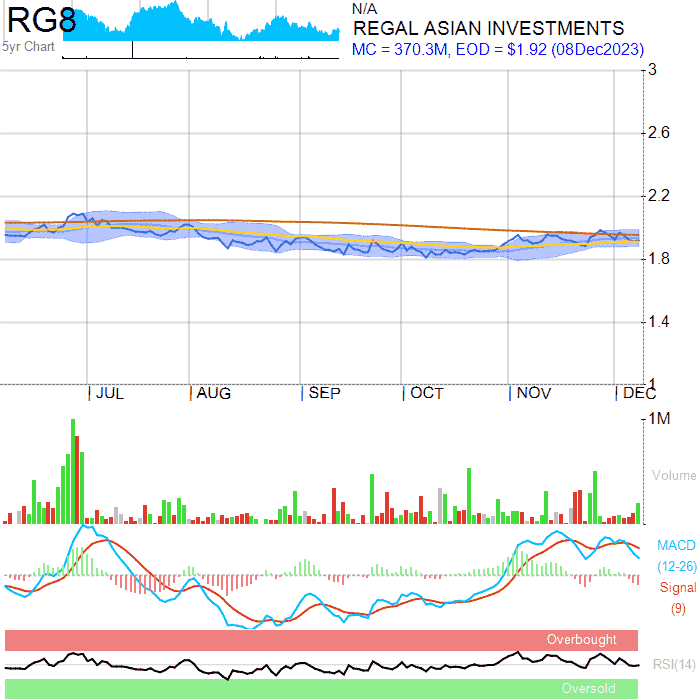 RG8
5yr Chart
N/A
REGAL ASIAN INVESTMENTS
MC = 370.3M, EOD = $1.92 (08Dec2023)
3
2.6
2.2
1.8
1.4
1
JUL AUG SEP OCT NOV DEC
1M
Volume
MACD
(12-26)
Signal
(9)
Overbought
RSI(14)
Oversold